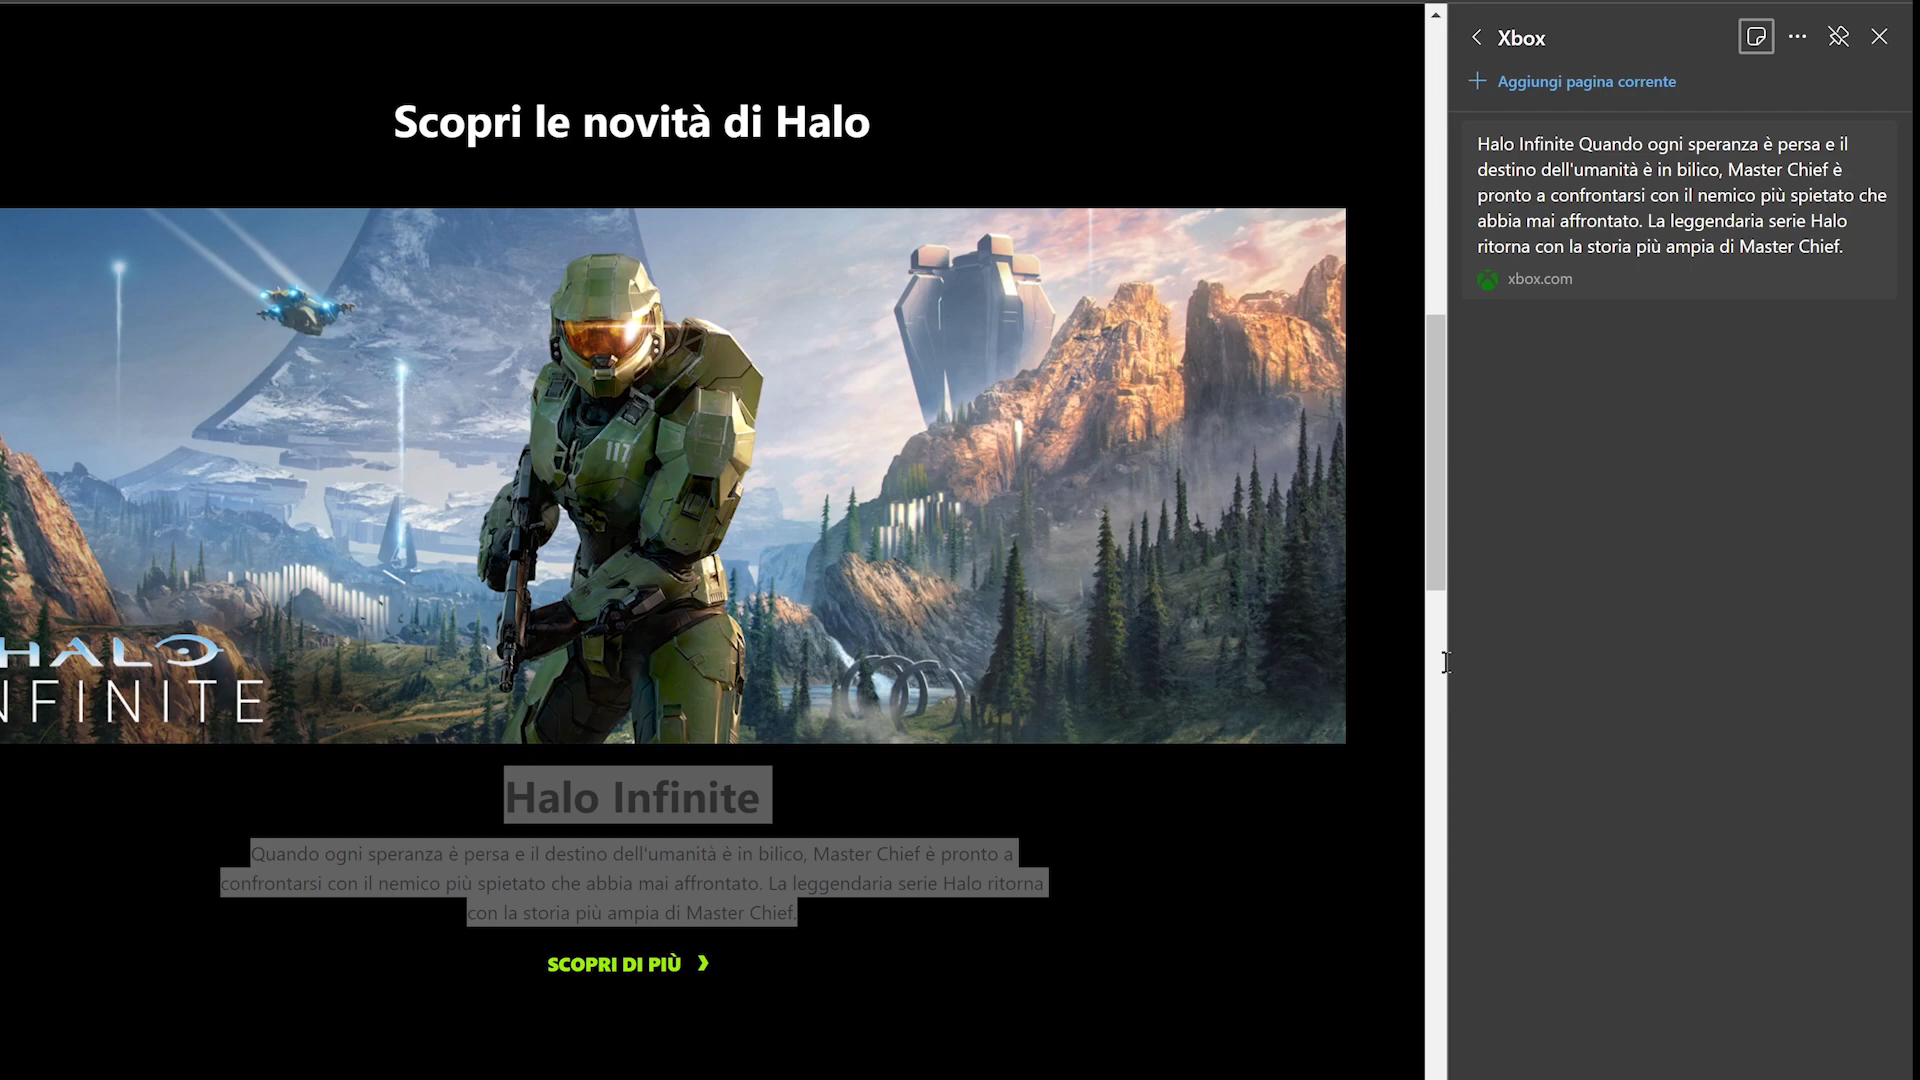 Scopri le novità di Halo
117
HALO
INFINITE
Halo Infinite
Quando ogni speranza è persa e il destino dell'umanità è in bilico, Master Chief è pronto a
confrontarsi con il nemico più spietato che abbia mai affrontato. La leggendaria serie Halo ritorna
con la storia più ampia di Master Chief.
SCOPRI DI PIÙ
Xbox
Aggiungi pagina corrente
Halo Infinite Quando ogni speranza è persa e il
destino dell'umanità è in bilico, Master Chief è
pronto a confrontarsi con il nemico più spietato che
abbia mai affrontato. La leggendaria serie Halo
ritorna con la storia più ampia di Master Chief.
xbox.com